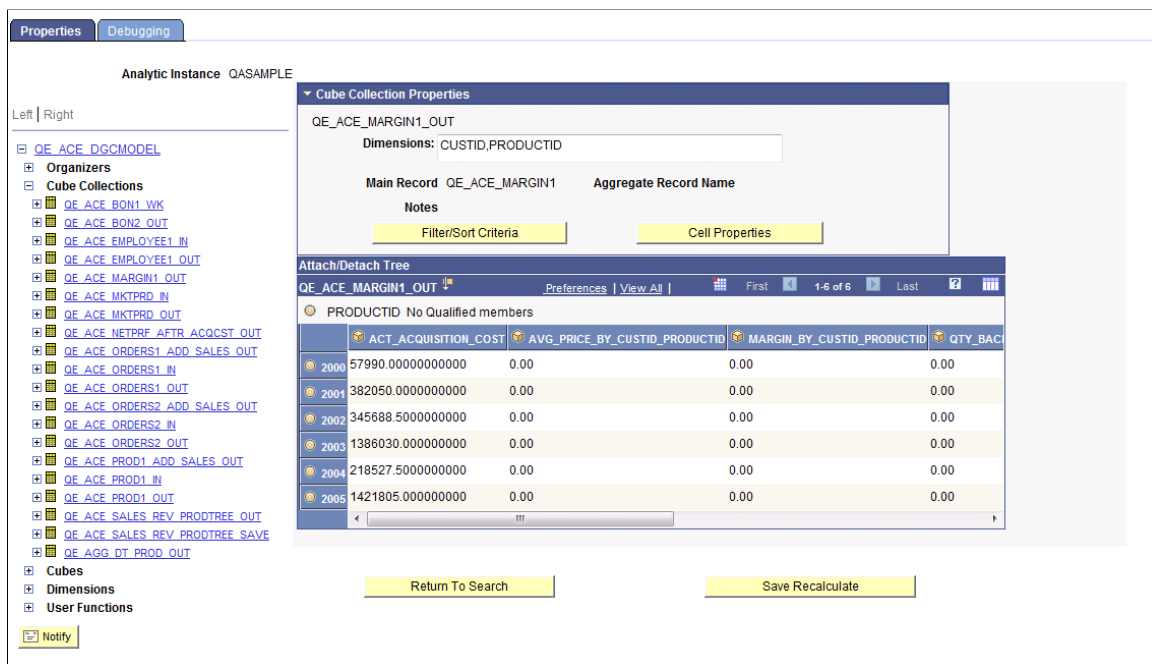 Properties Debugging
Analytic Instance QASAMPLE
Left | Right
QE_ACE_DGCMODEL
Organizers
Cube Collections
QE_ACE_BON1_WK
QE_ACE_BON2_OUT
QE_ACE_EMPLOYEE1_IN
QE_ACE_EMPLOYEE1_OUT
QE_ACE_MARGIN1_OUT
QE_ACE_MKTPRD_IN
QE_ACE_MKTPRD_OUT
QE_ACE_NETPRF_AFTR_ACQCST_OUT
QE_ACE_ORDERS1_ADD_SALES_OUT
QE_ACE_ORDERS1_IN
QE_ACE_ORDERS1_OUT
QE_ACE_ORDERS2_ADD_SALES_OUT
QE_ACE_ORDERS2_IN
QE_ACE_ORDERS2_OUT
QE_ACE_PROD1_ADD_SALES_OUT
QE_ACE_PROD1_IN
QE_ACE_PROD1_OUT
QE_ACE_SALES_REV_PRODTREE_OUT
QE_ACE_SALES_REV_PRODTREE_SAVE
QE_AGG_DT_PROD_OUT
Cubes
Dimensions
User Functions
Notify
Cube Collection Properties
QE_ACE_MARGIN1_OUT
Dimensions: CUSTID,PRODUCTID
Main Record QE_ACE_MARGIN1 Aggregate Record Name
Notes
Filter/Sort Criteria Cell Properties
Attach/Detach Tree
QE_ACE_MARGIN1_OUT Preferences | View All | First 1-6 of 6 Last ?
PRODUCTID No Qualified members
ACT_ACQUISITION_COST AVG_PRICE_BY_CUSTID_PRODUCTID MARGIN_BY_CUSTID_PRODUCTID QTY_BACI
2000 57990.00000000000 0.00 0.00 0.00
2001 382050.0000000000 0.00 0.00 0.00
2002 345688.5000000000 0.00 0.00 0.00
2003 1386030.000000000 0.00 0.00 0.00
2004 218527.5000000000 0.00 0.00 0.00
2005 1421805.000000000 0.00 0.00 0.00
Return To Search Save Recalculate